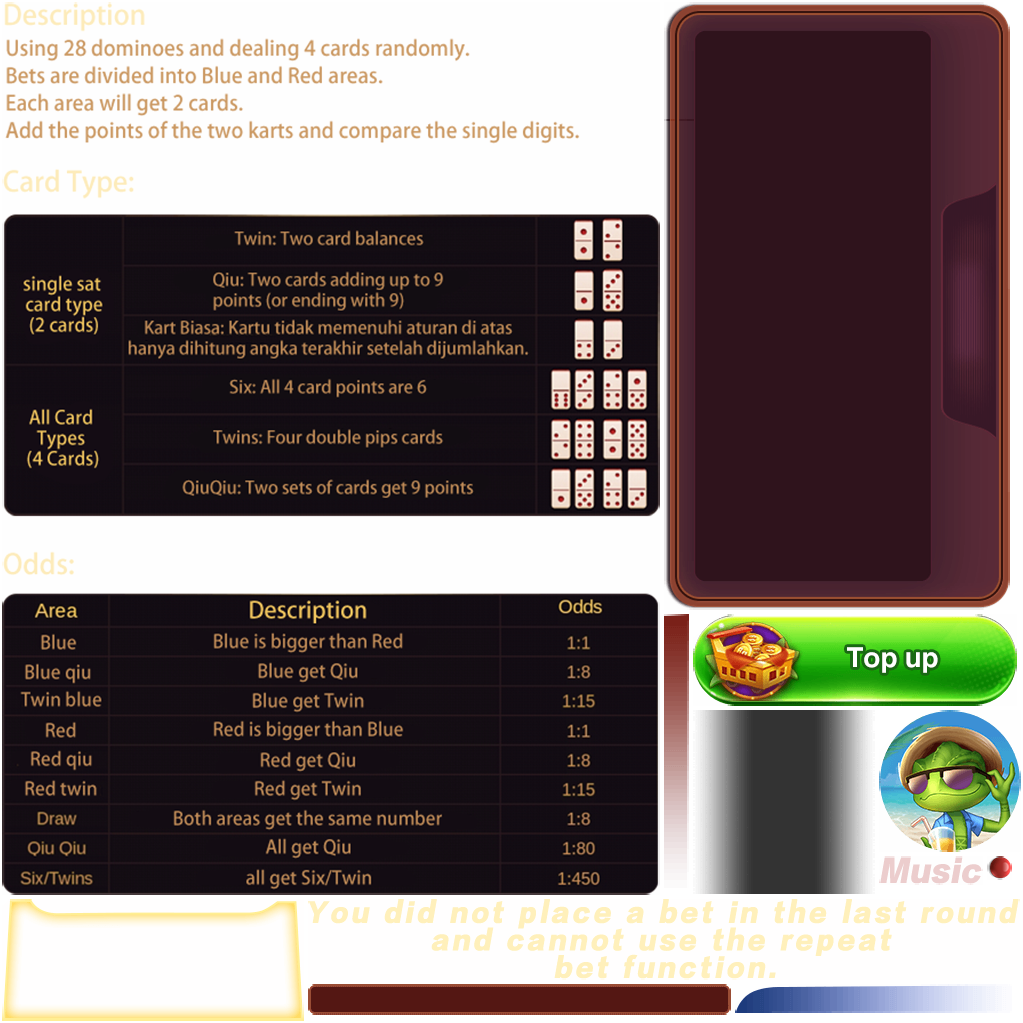 Description
Using 28 dominoes and dealing 4 cards randomly.
Bets are divided into Blue and Red areas.
Each area will get 2 cards.
Add the points of the two karts and compare the single digits.
Card Type:
single sat
card type
(2 cards)
Twin: Two card balances
Qiu: Two cards adding up to 9
points (or ending with 9)
Kart Biasa: Kartu tidak memenuhi aturan di atas
hanya dihitung angka terakhir setelah dijumlahkan.
All Card
Types
(4 Cards)
Six: All 4 card points are 6
Twins: Four double pips cards
QiuQiu: Two sets of cards get 9 points
Odds:
Area Description Odds
Blue Blue is bigger than Red 1:1
Blue qiu Blue get Qiu 1:8
Twin blue Blue get Twin 1:15
Red Red is bigger than Blue 1:1
Red qiu Red get Qiu 1:8
Red twin Red get Twin 1:15
Draw Both areas get the same number 1:8
Qiu Qiu All get Qiu 1:80
Six/Twins all get Six/Twin 1:450
Top up
Music
You did not place a bet in the last round
and cannot use the repeat
bet function.